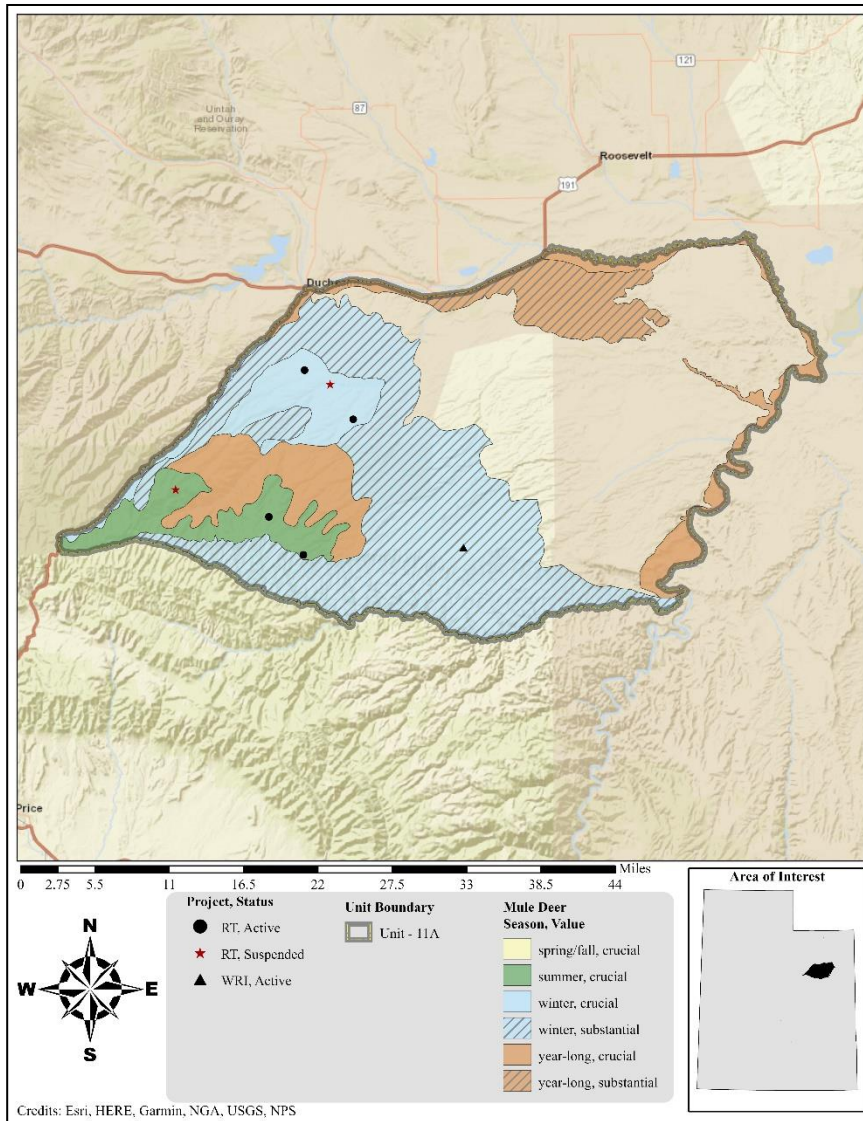 121
Uintah
and Ouray
Reservation
87
Roosevelt
191
Duche
Price
Miles
0 2.75 5.5 11 16.5 22 27.5 33 38.5 44
Project, Status
RT, Active
RT, Suspended
WRI, Active
Unit Boundary
Unit - 11A
Mule Deer
Season, Value
spring/fall, crucial
summer, crucial
winter, crucial
winter, substantial
year-long, crucial
year-long, substantial
Area of Interest
N
W E
S
Credits: Esri, HERE, Garmin, NGA, USGS, NPS